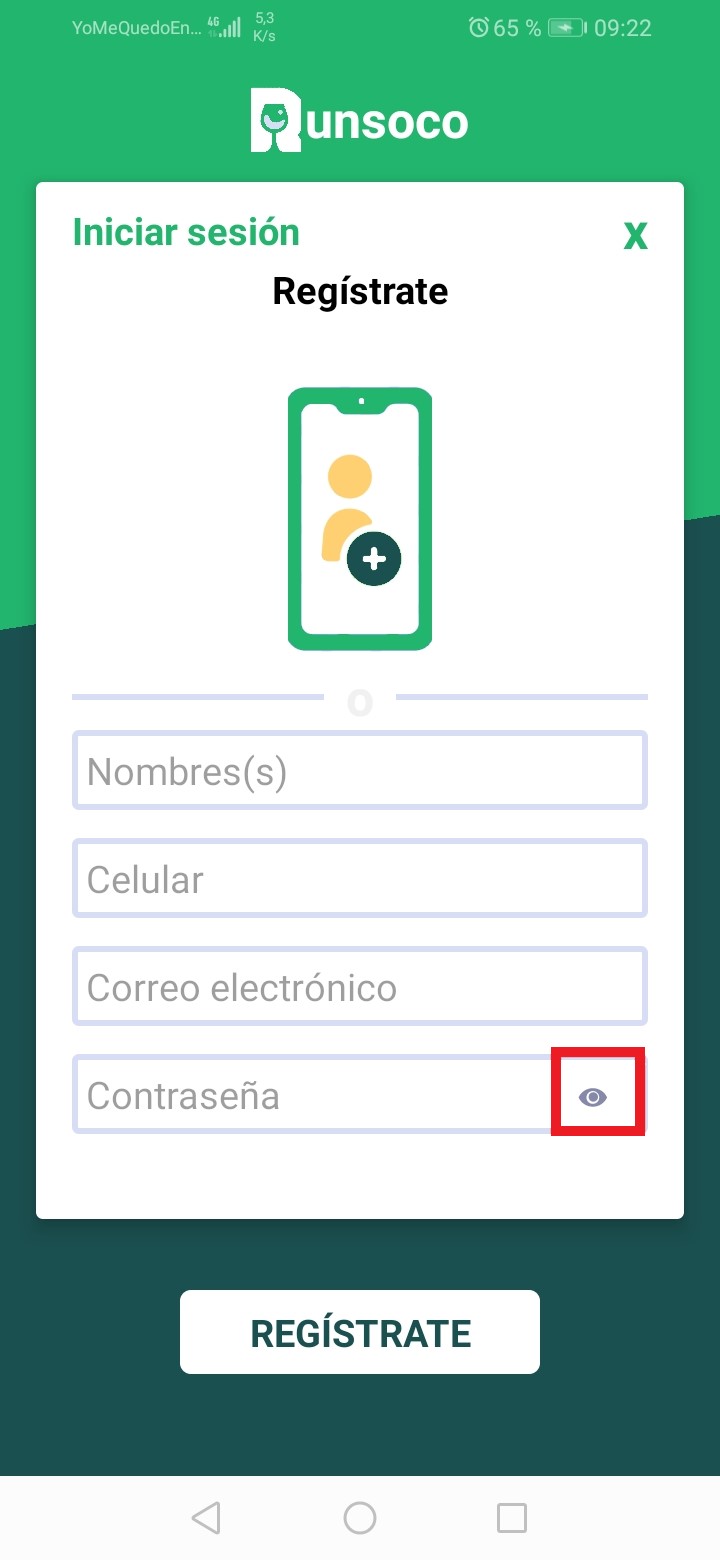 YoMeQuedoEn... 4G 5,3 K/s 65 % 09:22
Runsoco
Iniciar sesión X
Regístrate
o
Nombres(s)
Celular
Correo electrónico
Contraseña
REGÍSTRATE